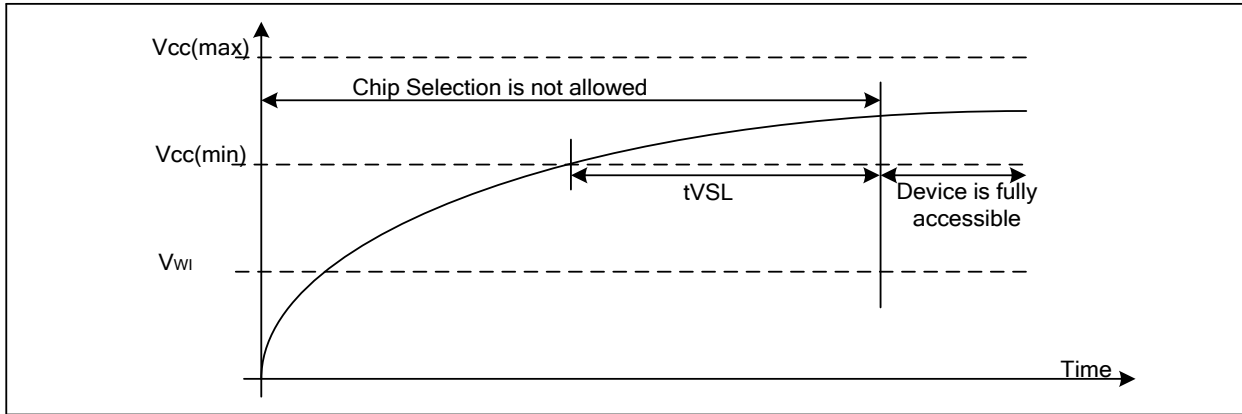 Vcc(max)
Chip Selection is not allowed
Vcc(min)
tVSL
Device is fully
accessible
VWI
Time